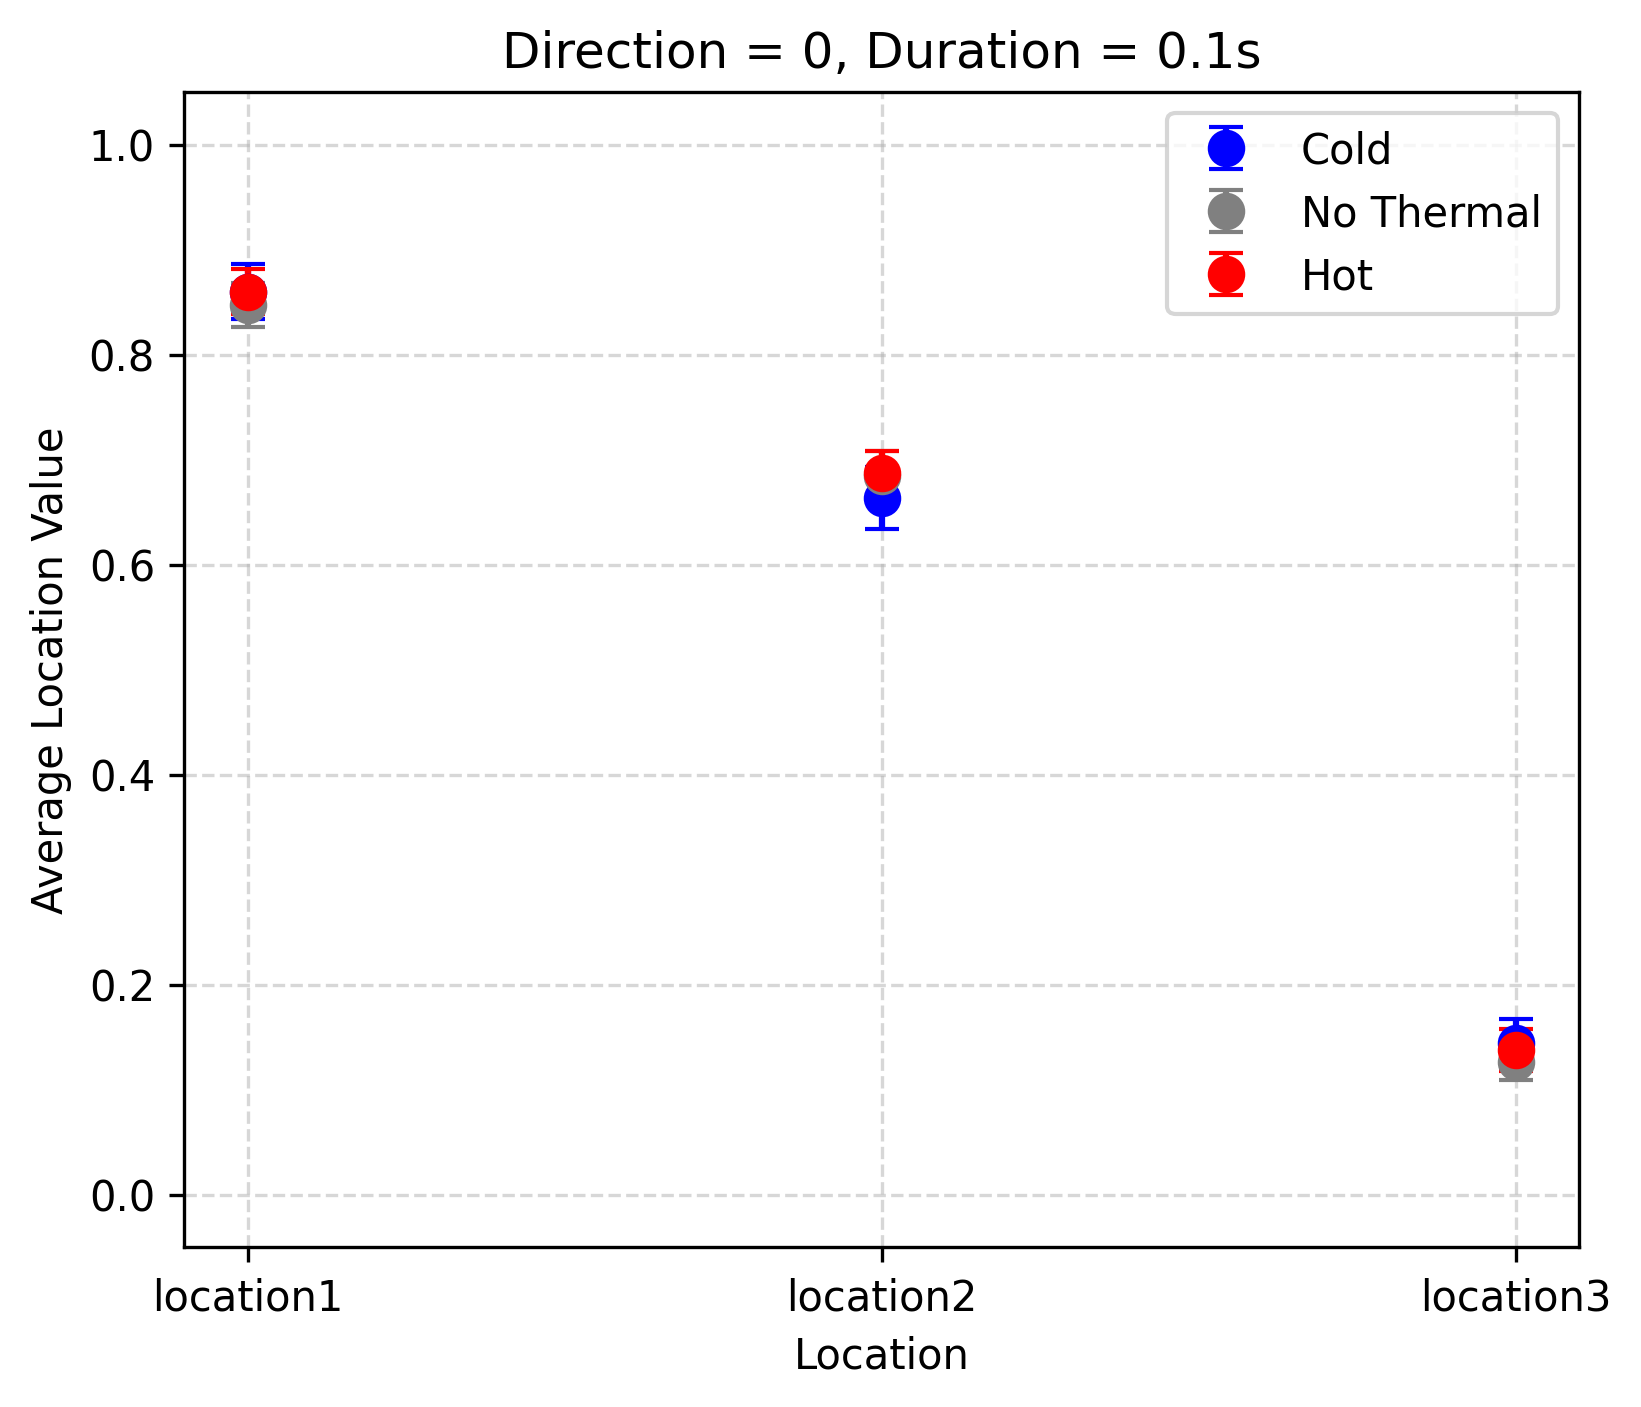 Direction = 0, Duration = 0.1s
Cold
No Thermal
Hot
1.0
0.8
0.6
0.4
0.2
0.0
Average Location Value
location1
location2
location3
Location